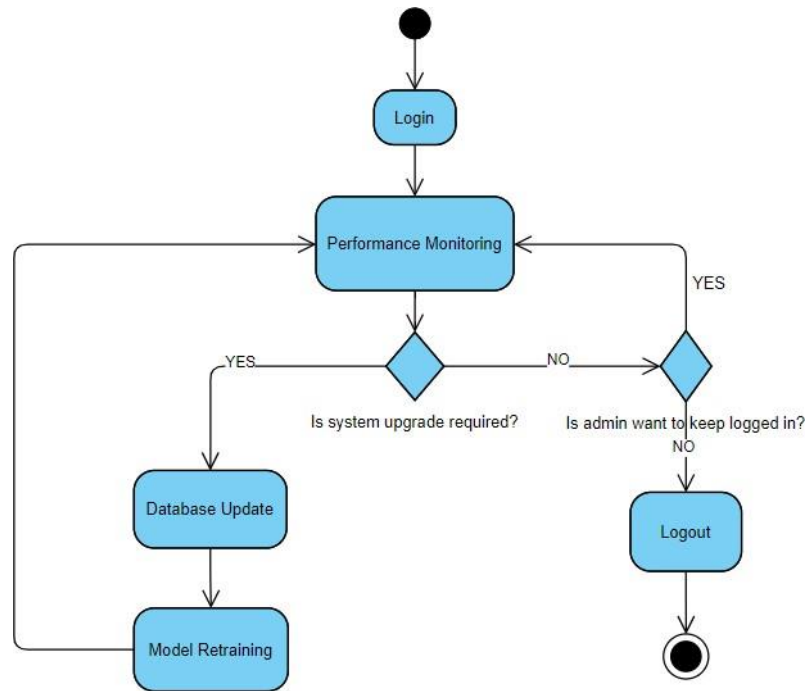 Login
Performance Monitoring
YES
YES
NO
Is system upgrade required?
Is admin want to keep logged in?
NO
Database Update
Logout
Model Retraining